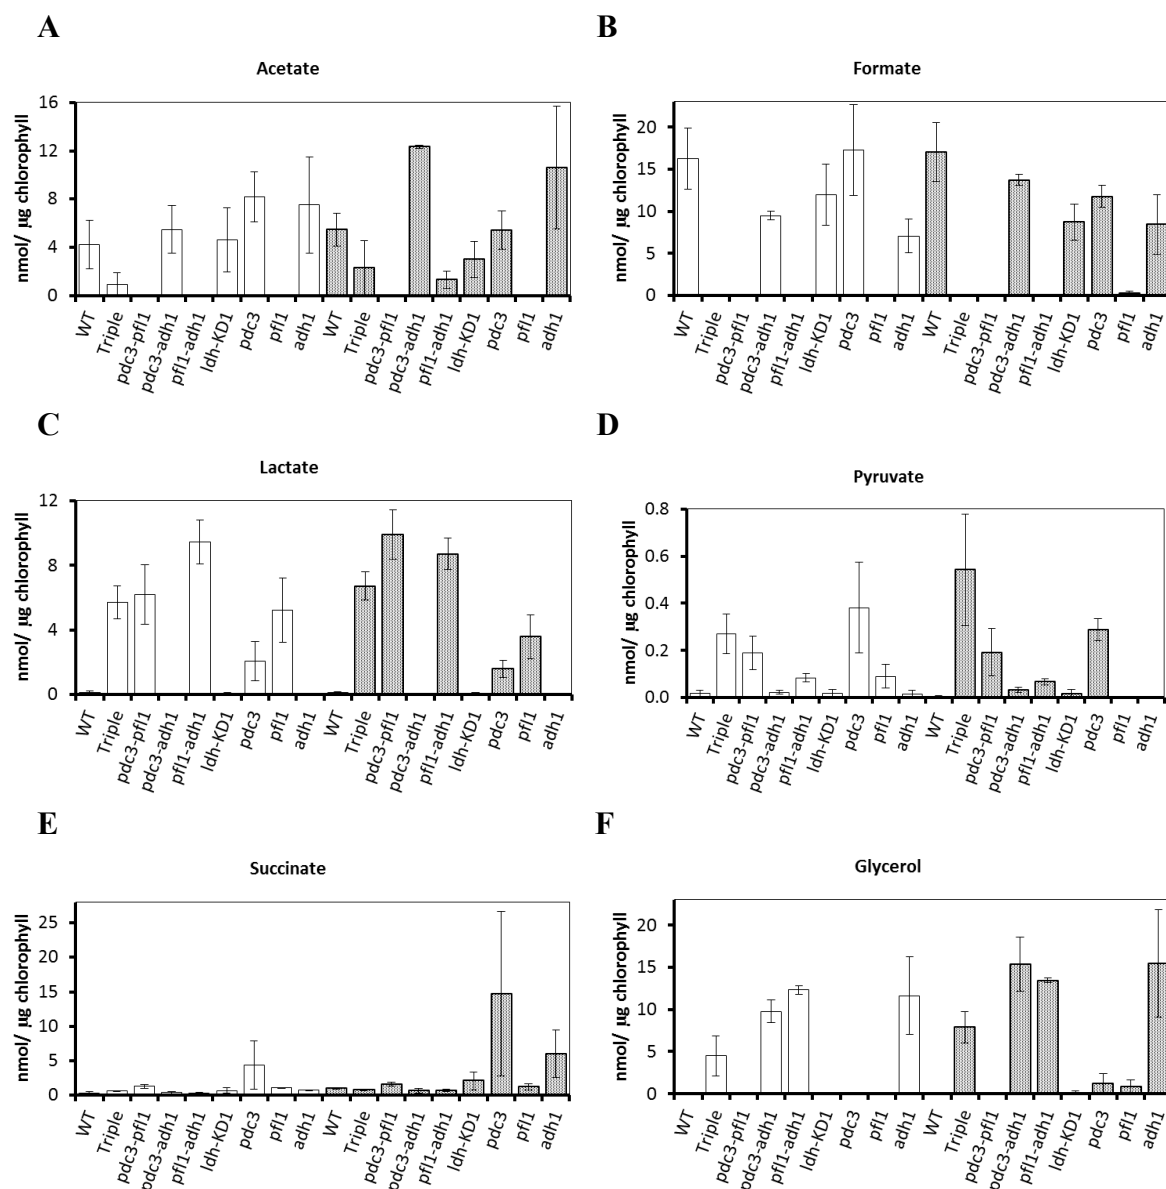 A
Acetate
nmol/ µg chlorophyll
16
12
8
4
0
WT
Triple
pdc3-pfl1
pdc3-adh1
pfl1-adh1
ldh-KD1
pdc3
pfl1
adh1
WT
Triple
pdc3-pfl1
pdc3-adh1
pfl1-adh1
ldh-KD1
pdc3
pfl1
adh1
B
Formate
nmol/ µg chlorophyll
20
15
10
5
0
WT
Triple
pdc3-pfl1
pdc3-adh1
pfl1-adh1
ldh-KD1
pdc3
pfl1
adh1
WT
Triple
pdc3-pfl1
pdc3-adh1
pfl1-adh1
ldh-KD1
pdc3
pfl1
adh1
C
Lactate
nmol/ µg chlorophyll
12
8
4
0
WT
Triple
pdc3-pfl1
pdc3-adh1
pfl1-adh1
ldh-KD1
pdc3
pfl1
adh1
WT
Triple
pdc3-pfl1
pdc3-adh1
pfl1-adh1
ldh-KD1
pdc3
pfl1
adh1
D
Pyruvate
nmol/ µg chlorophyll
0.8
0.6
0.4
0.2
0.0
WT
Triple
pdc3-pfl1
pdc3-adh1
pfl1-adh1
ldh-KD1
pdc3
pfl1
adh1
WT
Triple
pdc3-pfl1
pdc3-adh1
pfl1-adh1
ldh-KD1
pdc3
pfl1
adh1
E
Succinate
nmol/ µg chlorophyll
25
20
15
10
5
0
WT
Triple
pdc3-pfl1
pdc3-adh1
pfl1-adh1
ldh-KD1
pdc3
pfl1
adh1
WT
Triple
pdc3-pfl1
pdc3-adh1
pfl1-adh1
ldh-KD1
pdc3
pfl1
adh1
F
Glycerol
nmol/ µg chlorophyll
20
15
10
5
0
WT
Triple
pdc3-pfl1
pdc3-adh1
pfl1-adh1
ldh-KD1
pdc3
pfl1
adh1
WT
Triple
pdc3-pfl1
pdc3-adh1
pfl1-adh1
ldh-KD1
pdc3
pfl1
adh1